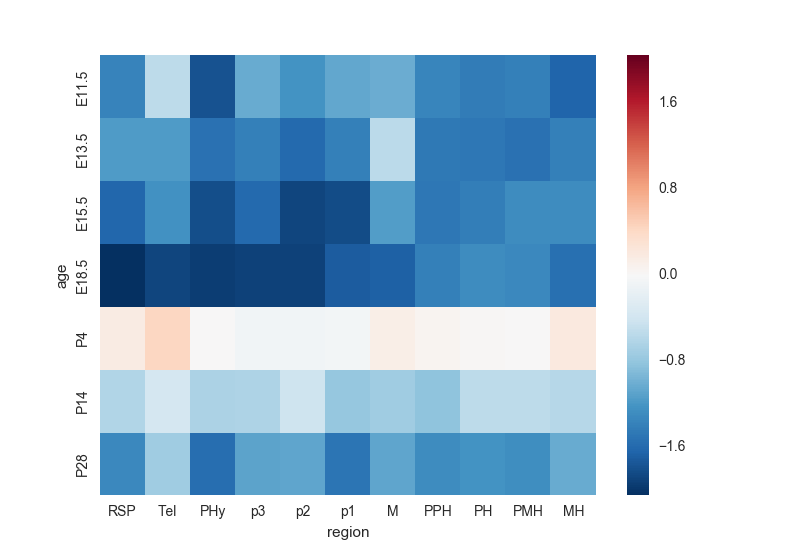 E11.5
E13.5
E15.5
E18.5
P4
P14
P28
age
RSP Tel PHy p3 p2 p1 M PPH PH PMH MH
region
1.6
0.8
0.0
−0.8
−1.6